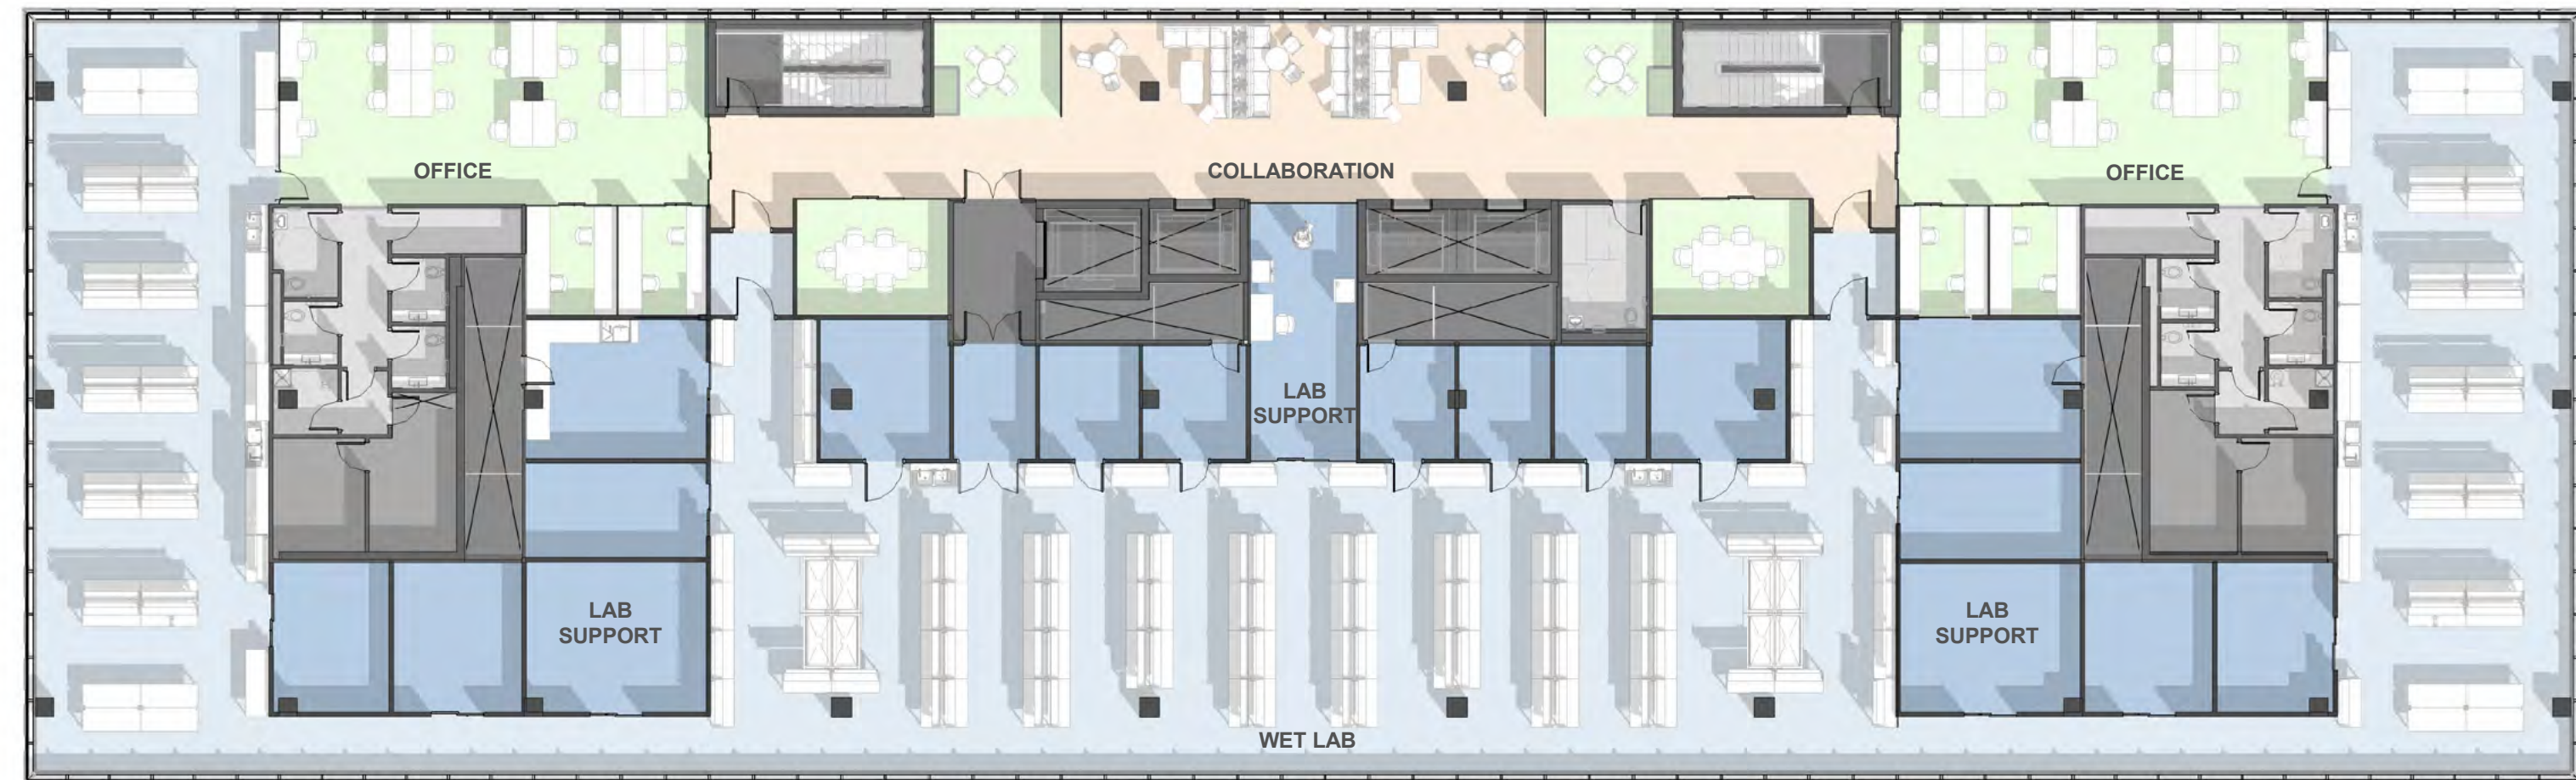 OFFICE
COLLABORATION
OFFICE
LAB
SUPPORT
LAB
SUPPORT
LAB
SUPPORT
WET LAB